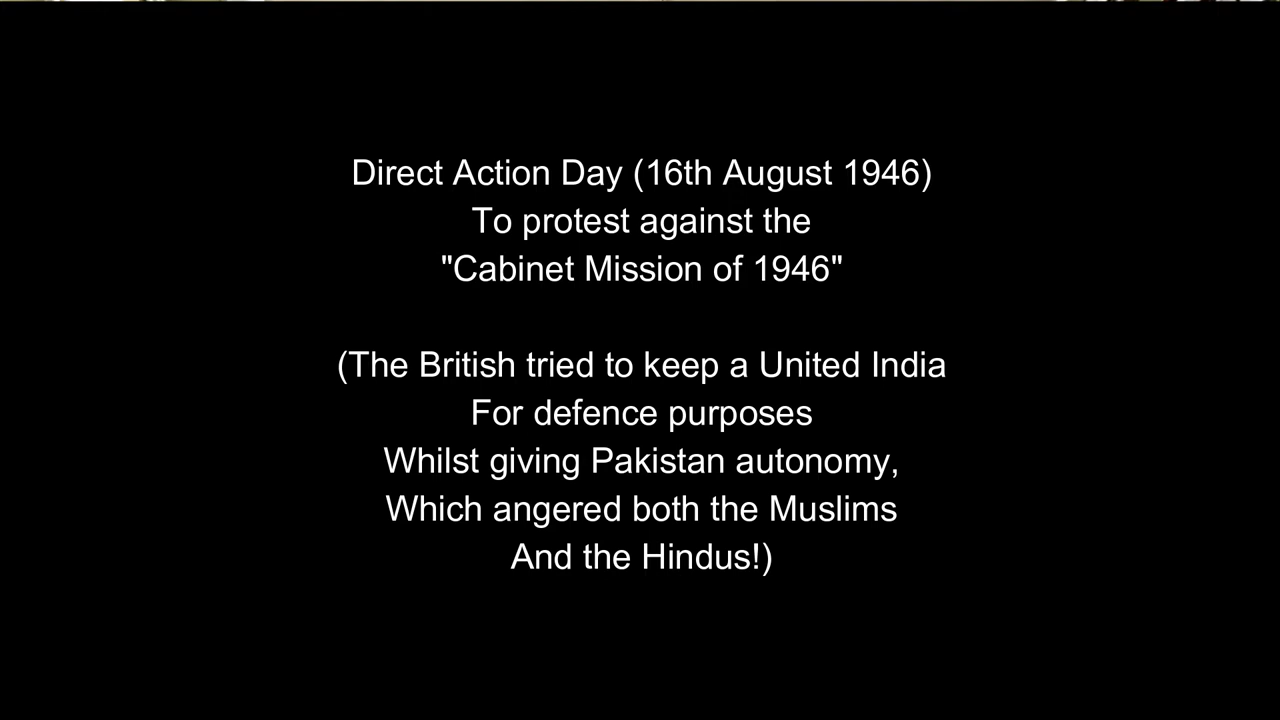 Direct Action Day (16th August 1946)
To protest against the
"Cabinet Mission of 1946"
(The British tried to keep a United India
For defence purposes
Whilst giving Pakistan autonomy,
Which angered both the Muslims
And the Hindus!)